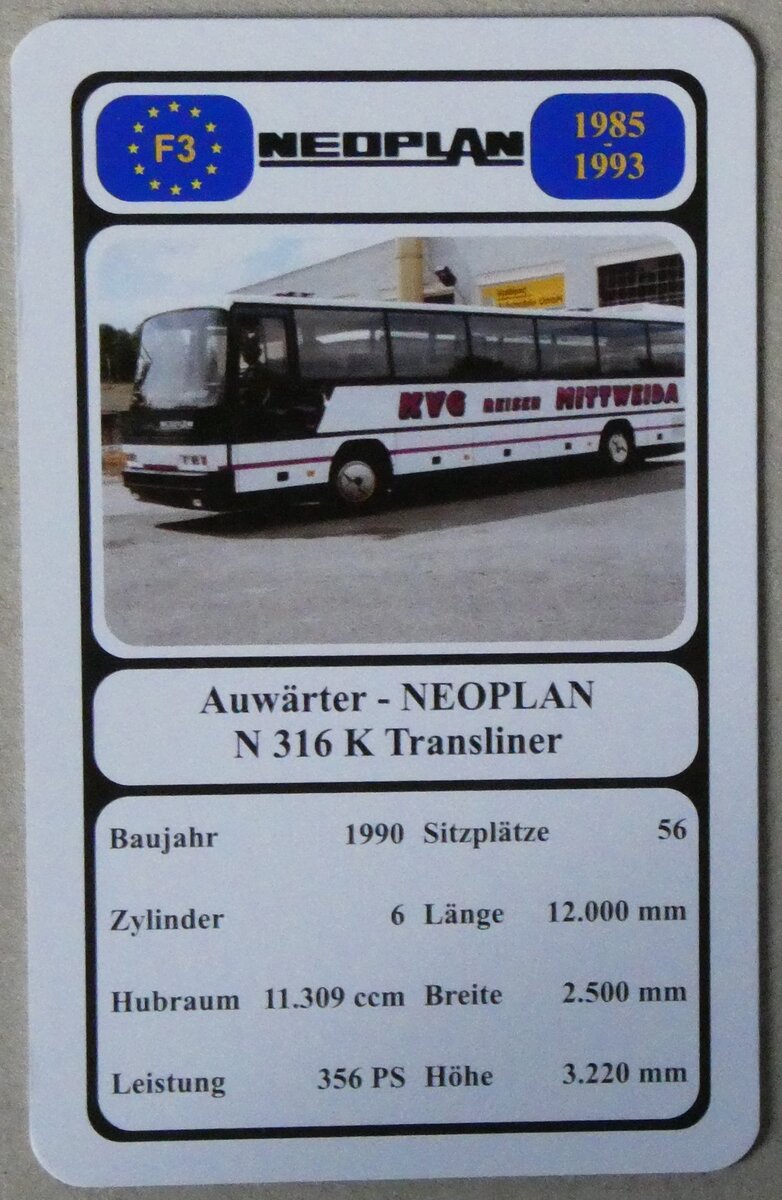 F3
NEOPLAN
1985
-
1993
KVG REISEN MITTWEIDA
Auwärter - NEOPLAN
N 316 K Transliner
Baujahr 1990 Sitzplätze 56
Zylinder 6 Länge 12.000 mm
Hubraum 11.309 ccm Breite 2.500 mm
Leistung 356 PS Höhe 3.220 mm